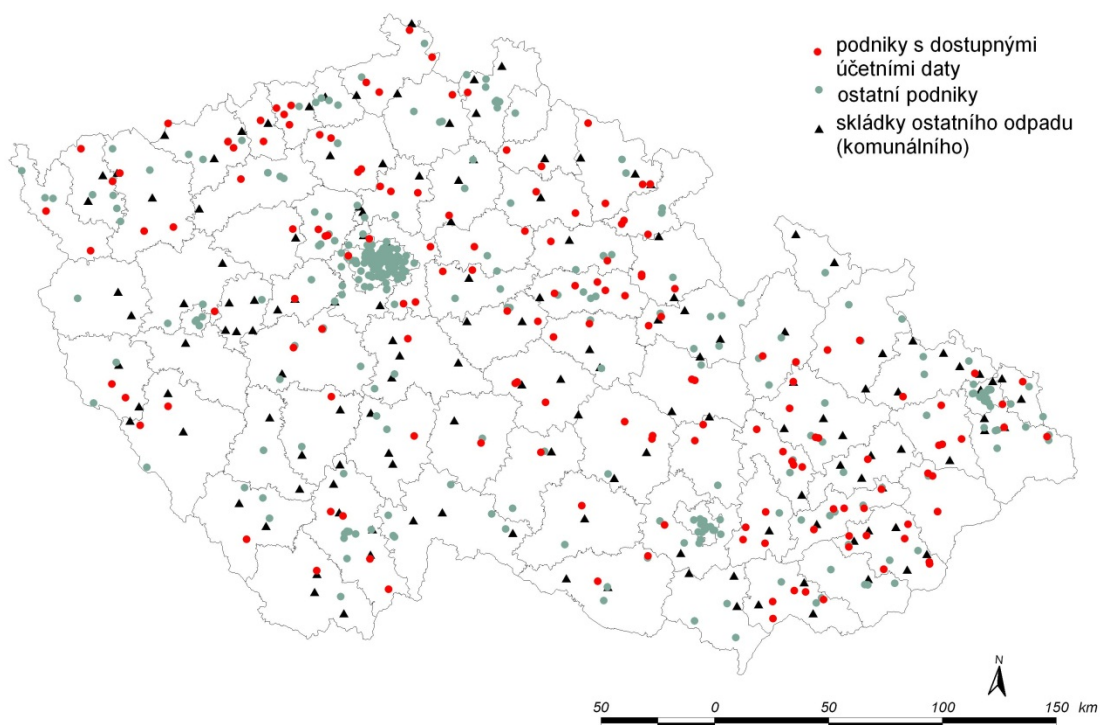 podniky s dostupnými
účetními daty
ostatní podniky
skládky ostatního odpadu
(komunálního)
N
50 0 50 100 150 km